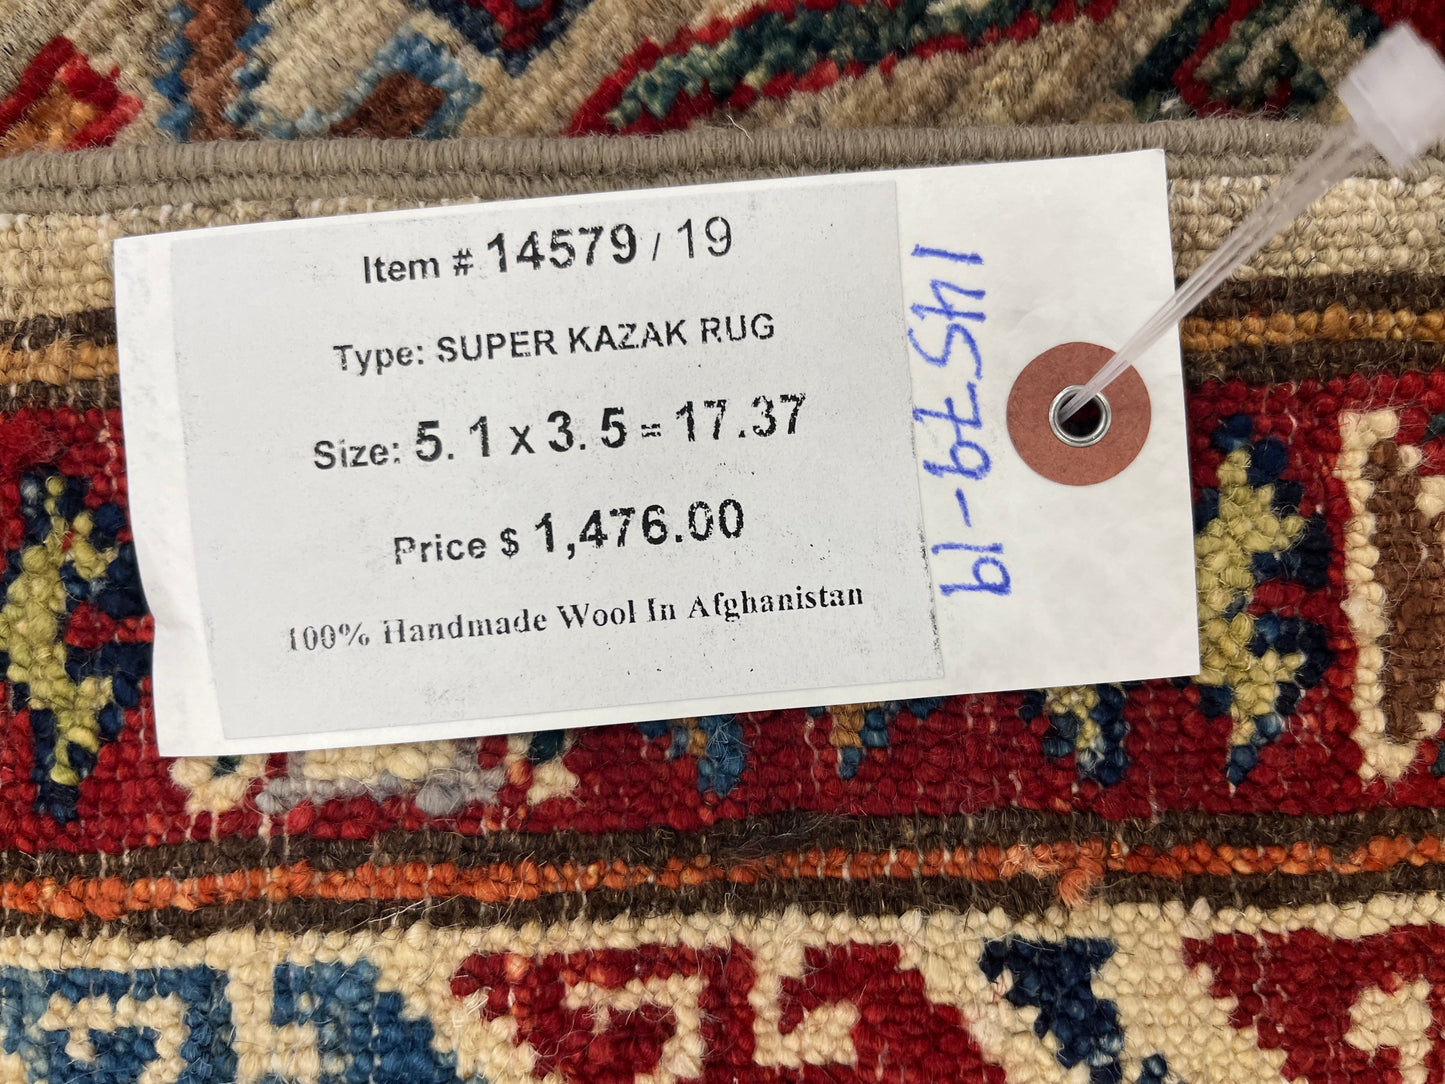 Item # 14579 / 19
Type: SUPER KAZAK RUG
Size: 5. 1 x 3. 5 = 17.37
Price $ 1,476.00
100% Handmade Wool In Afghanistan
14579-19